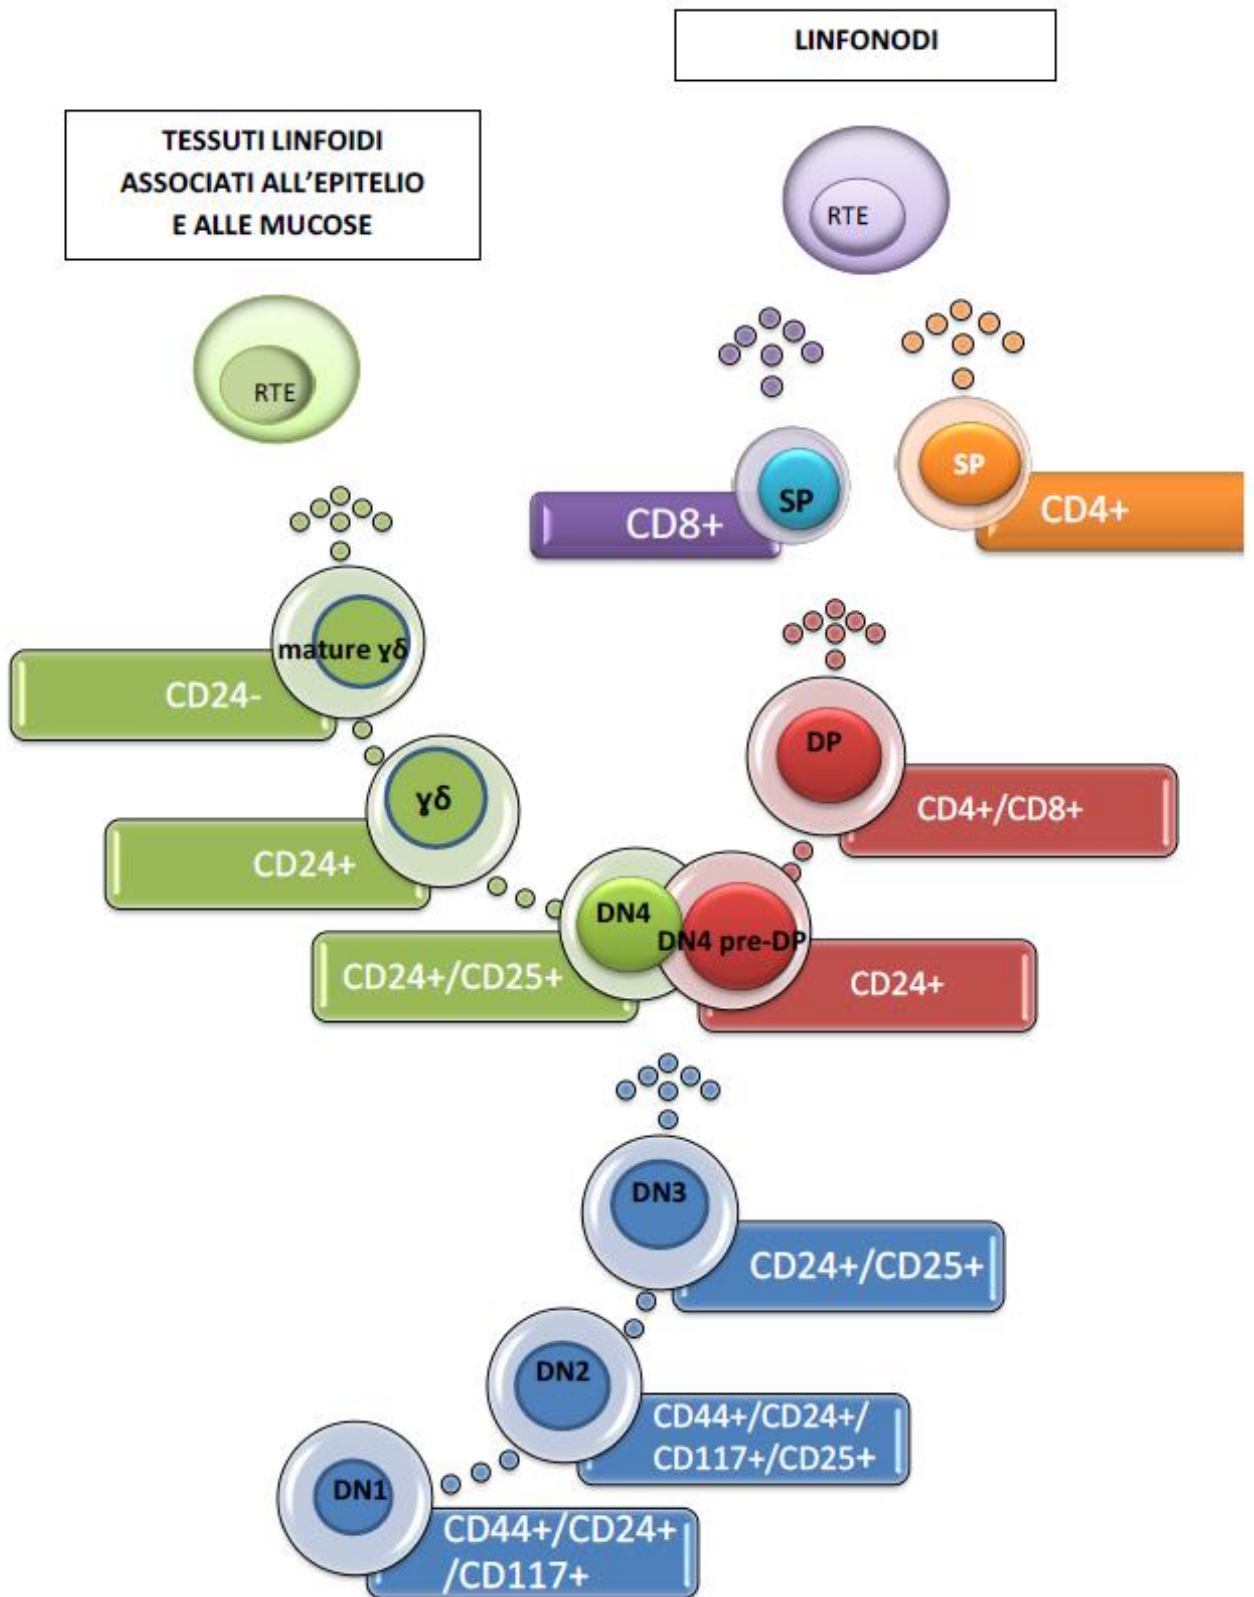 LINFONODI
TESSUTI LINFOIDI
ASSOCIATI ALL'EPITELIO
E ALLE MUCOSE
RTE
RTE
SP
SP
CD8+
CD4+
mature γδ
CD24-
DP
CD4+/CD8+
γδ
CD24+
DN4
DN4 pre-DP
CD24+/CD25+
CD24+
DN3
CD24+/CD25+
DN2
CD44+/CD24+/
CD117+/CD25+
DN1
CD44+/CD24+
/CD117+